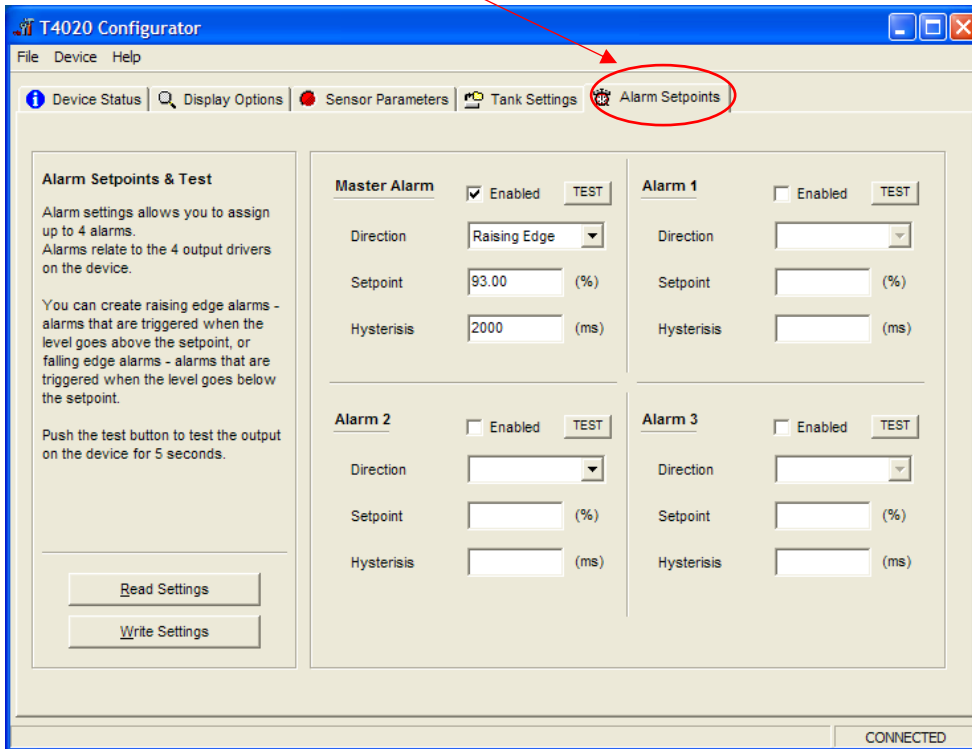 T4020 Configurator
File Device Help
Device Status Display Options Sensor Parameters Tank Settings Alarm Setpoints
Alarm Setpoints & Test
Alarm settings allows you to assign
up to 4 alarms.
Alarms relate to the 4 output drivers
on the device.
You can create raising edge alarms -
alarms that are triggered when the
level goes above the setpoint, or
falling edge alarms - alarms that are
triggered when the level goes below
the setpoint.
Push the test button to test the output
on the device for 5 seconds.
Read Settings
Write Settings
Master Alarm Enabled TEST
Direction Raising Edge
Setpoint 93.00 (%)
Hysterisis 2000 (ms)
Alarm 1 Enabled TEST
Direction
Setpoint (%)
Hysterisis (ms)
Alarm 2 Enabled TEST
Direction
Setpoint (%)
Hysterisis (ms)
Alarm 3 Enabled TEST
Direction
Setpoint (%)
Hysterisis (ms)
CONNECTED